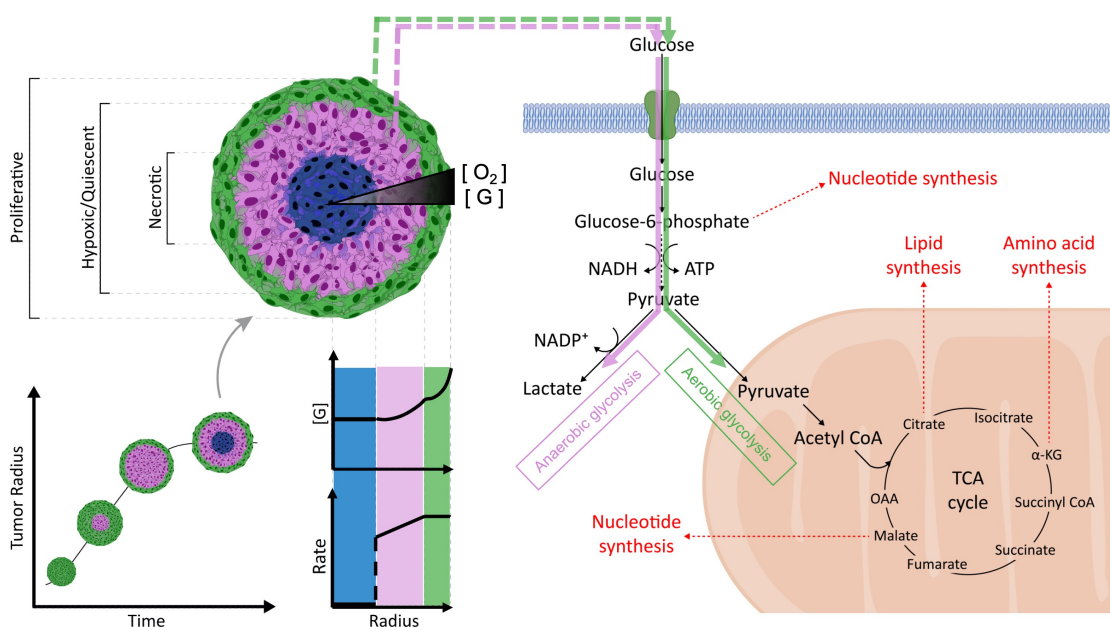 Proliferative
Hypoxic/Quiescent
Necrotic
[ O₂]
[ G ]
Tumor Radius
Time
[G]
Rate
Radius
Glucose
Glucose
Nucleotide synthesis
Glucose-6-phosphate
NADH
ATP
Pyruvate
NADP⁺
Lactate
Anaerobic glycolysis
Aerobic glycolysis
Pyruvate
Acetyl CoA
Lipid
synthesis
Amino acid
synthesis
Citrate
Isocitrate
α-KG
Succinyl CoA
Succinate
Fumarate
Malate
OAA
TCA
cycle
Nucleotide
synthesis